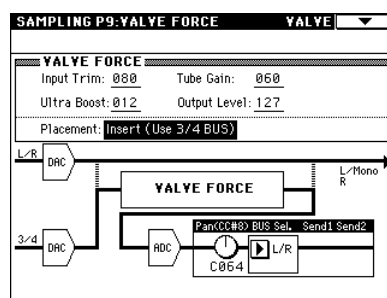 SAMPLING P9:VALVE FORCE VALVE
VALVE FORCE
Input Trim: 080 Tube Gain: 060
Ultra Boost: 012 Output Level: 127
Placement: Insert (Use 3/4 BUS)
L/R DAC
L/Mono
R
VALVE FORCE
Pan(CC#8) BUS Sel. Send1 Send2
3/4 DAC ADC L/R
C064